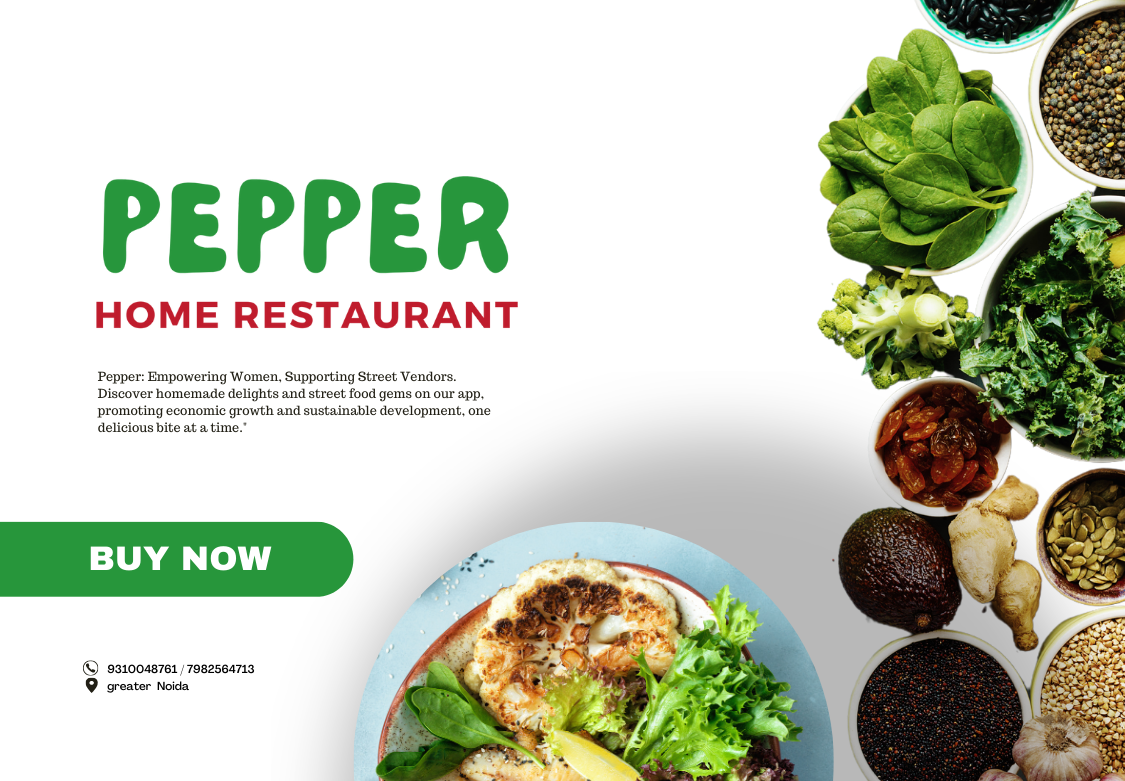 PEPPER
HOME RESTAURANT
Pepper: Empowering Women, Supporting Street Vendors.
Discover homemade delights and street food gems on our app,
promoting economic growth and sustainable development, one
delicious bite at a time."
BUY NOW
9310048761 / 7982564713
greater Noida